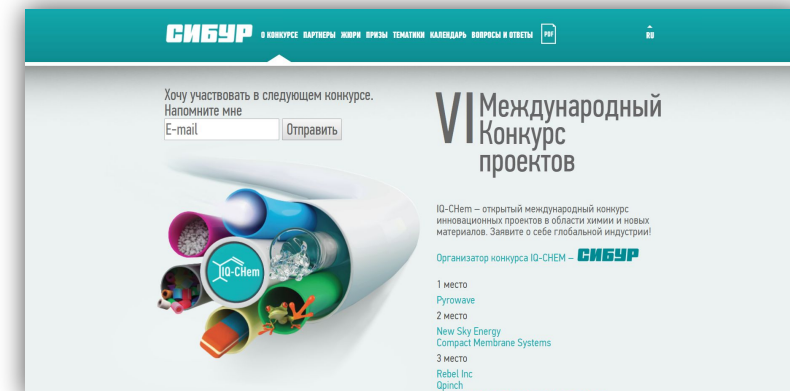 СИБУР О КОНКУРСЕ ПАРТНЕРЫ ЖЮРИ ПРИЗЫ ТЕМАТИКИ КАЛЕНДАРЬ ВОПРОСЫ И ОТВЕТЫ PDF RU
Хочу участвовать в следующем конкурсе.
Напомните мне
E-mail Отправить
VI Международный
Конкурс
проектов
IQ-CHem
IQ-CHem – открытый международный конкурс
инновационных проектов в области химии и новых
материалов. Заявите о себе глобальной индустрии!
Организатор конкурса IQ-CHEM – СИБУР
1 место
Pyrowave
2 место
New Sky Energy
Compact Membrane Systems
3 место
Rebel Inc
Qpinch